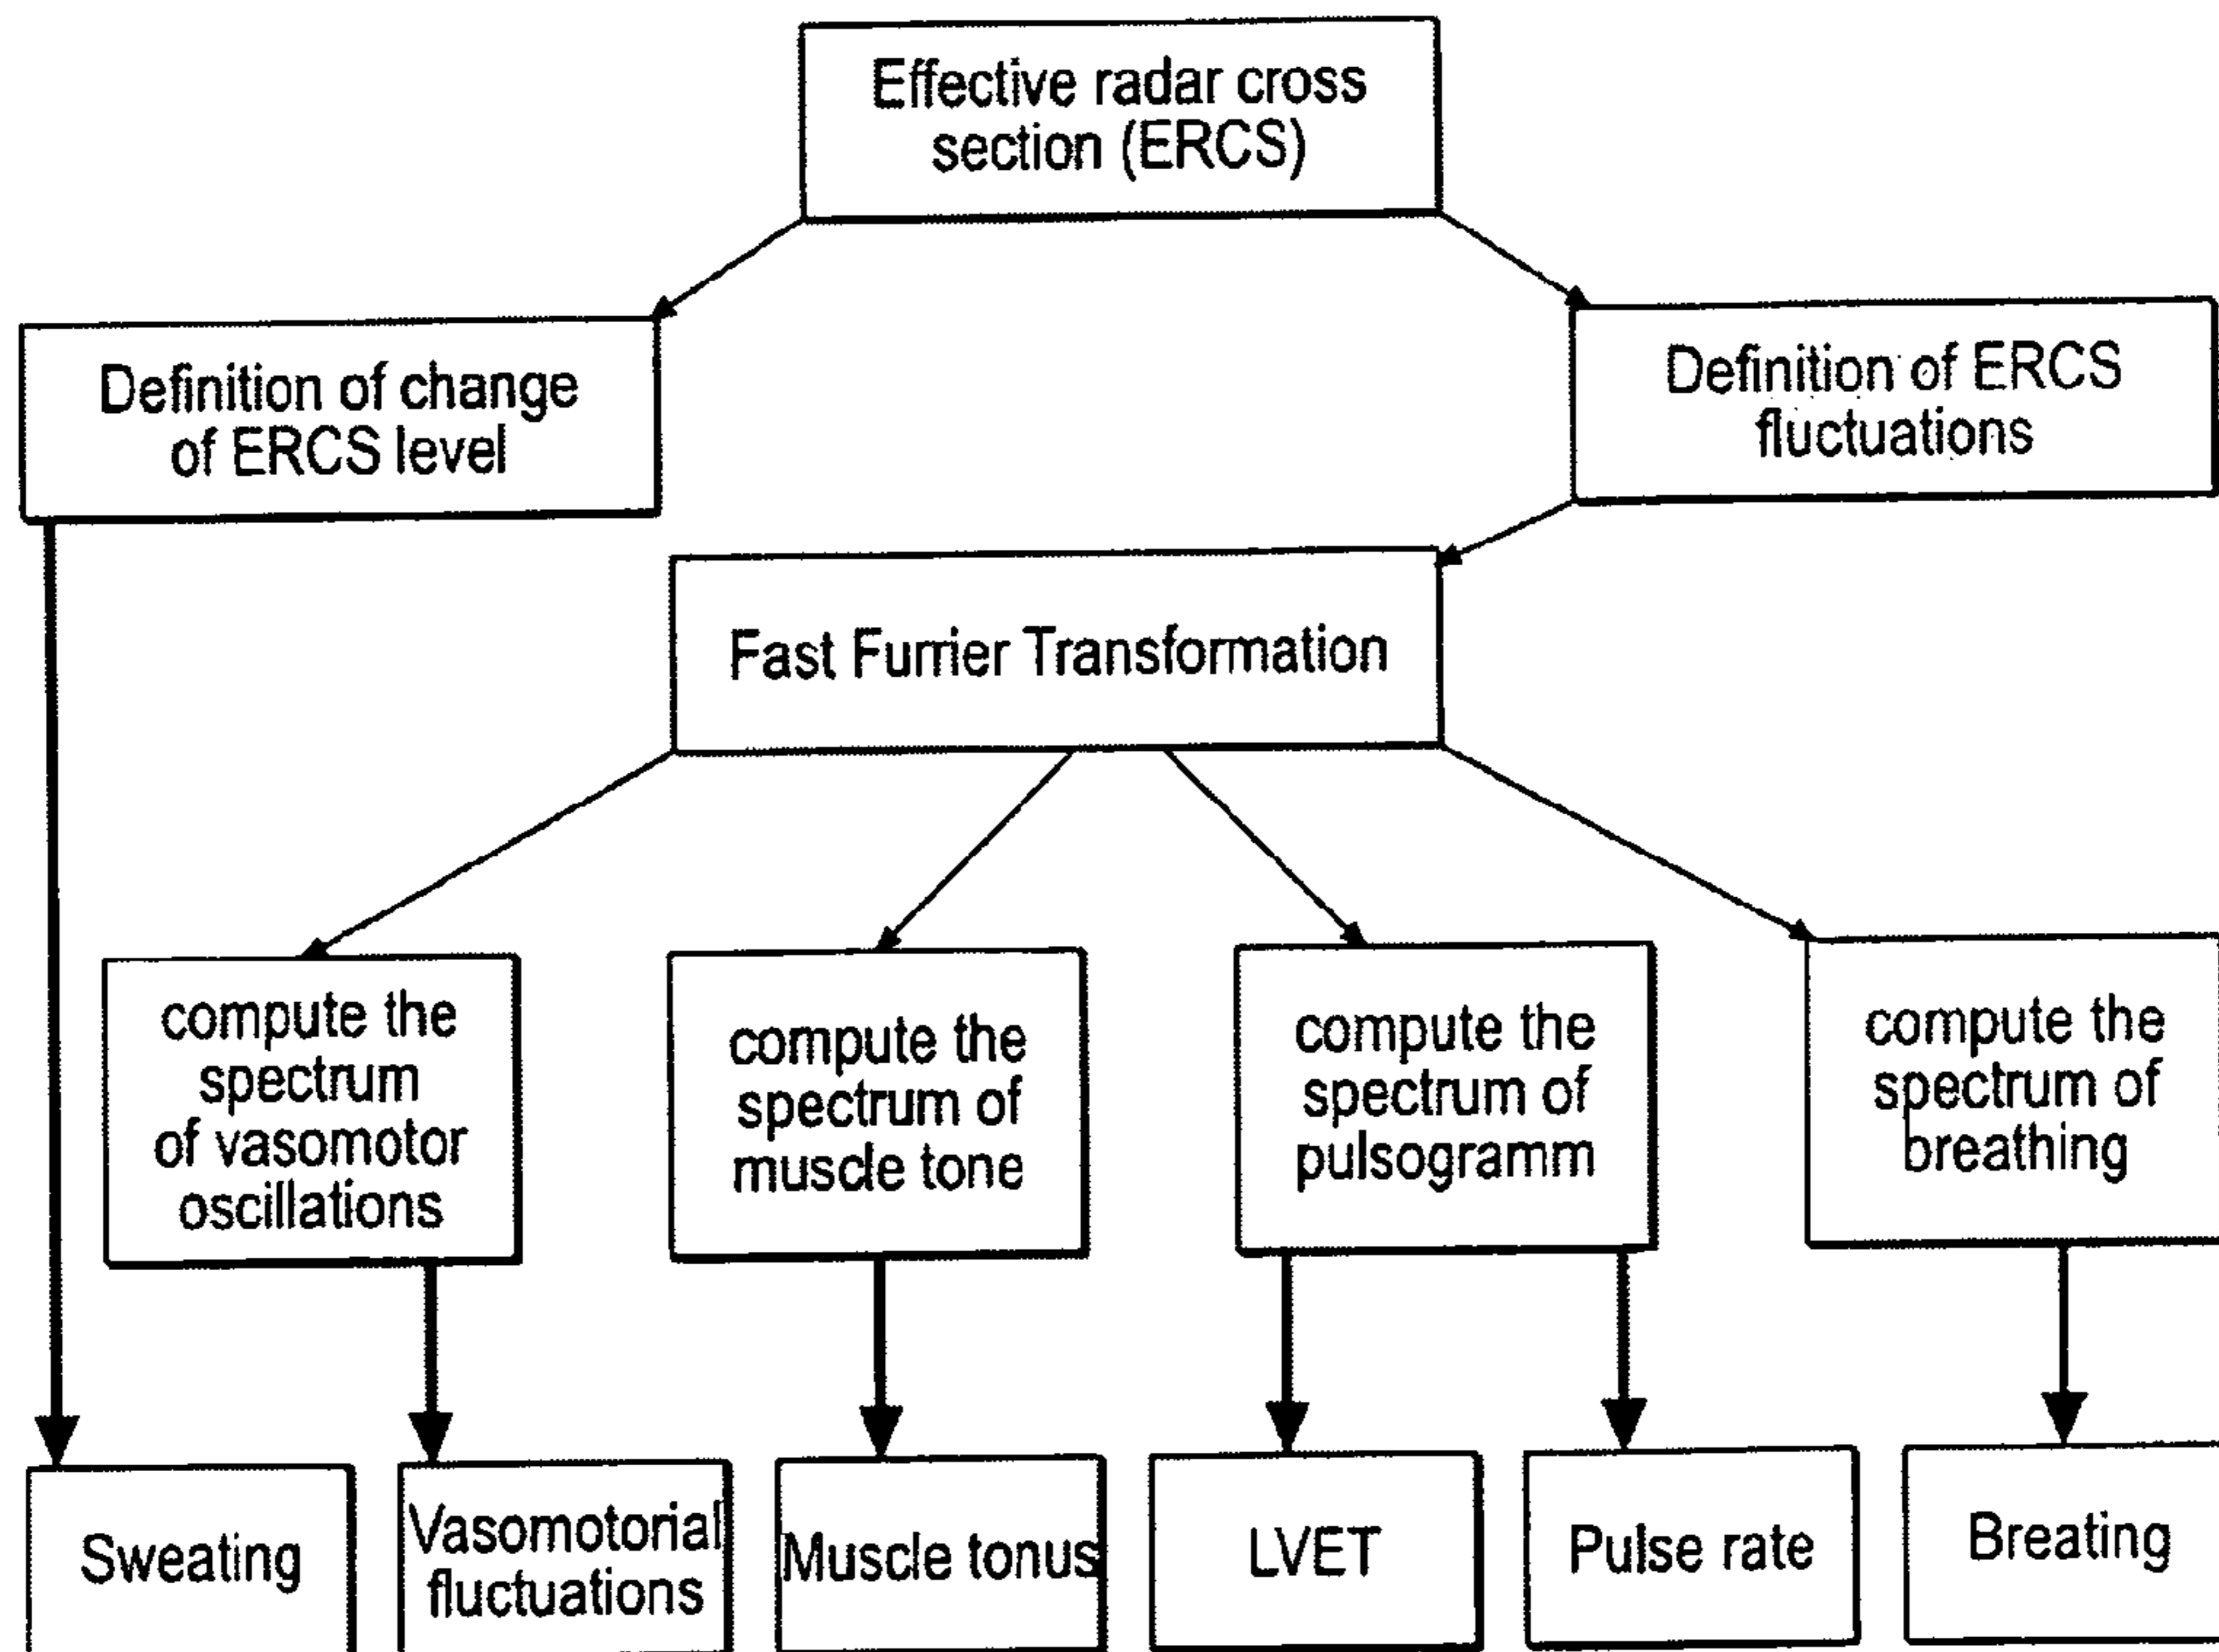 Effective radar cross
section (ERCS)
Definition of change
of ERCS level
Definition of ERCS
fluctuations
Fast Furrier Transformation
compute the
spectrum
of vasomotor
oscillations
compute the
spectrum of
muscle tone
compute the
spectrum of
pulsogramm
compute the
spectrum of
breathing
Sweating
Vasomotorial
fluctuations
Muscle tonus
LVET
Pulse rate
Breating